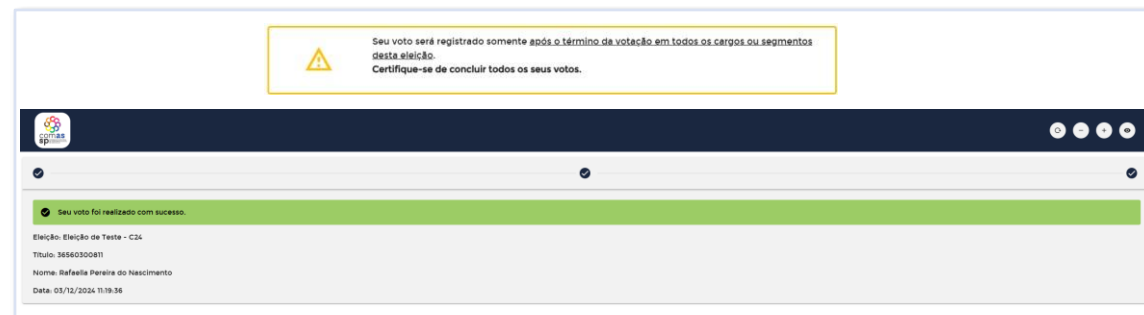 Seu voto será registrado somente após o término da votação em todos os cargos ou segmentos
desta eleição.
Certifique-se de concluir todos os seus votos.
comas
sp
Seu voto foi realizado com sucesso.
Eleição: Eleição de Teste - C24
Título: 36560300811
Nome: Rafaella Pereira do Nascimento
Data: 03/12/2024 11:19:36